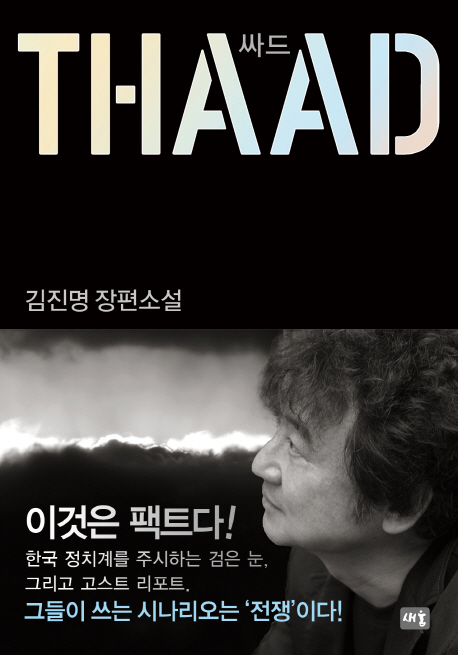 싸드
THAAD
김진명 장편소설
이것은 팩트다!
한국 정치계를 주시하는 검은 눈,
그리고 고스트 리포트.
그들이 쓰는 시나리오는 ‘전쟁’이다!
새움